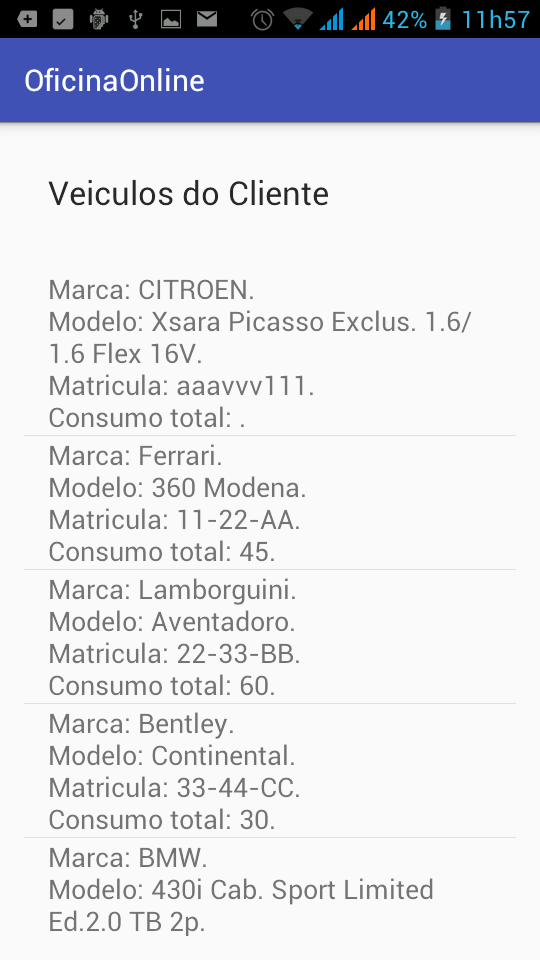 42% 11h57
OficinaOnline
Veiculos do Cliente
Marca: CITROEN.
Modelo: Xsara Picasso Exclus. 1.6/
1.6 Flex 16V.
Matricula: aaavvv111.
Consumo total: .
Marca: Ferrari.
Modelo: 360 Modena.
Matricula: 11-22-AA.
Consumo total: 45.
Marca: Lamborguini.
Modelo: Aventadoro.
Matricula: 22-33-BB.
Consumo total: 60.
Marca: Bentley.
Modelo: Continental.
Matricula: 33-44-CC.
Consumo total: 30.
Marca: BMW.
Modelo: 430i Cab. Sport Limited
Ed.2.0 TB 2p.